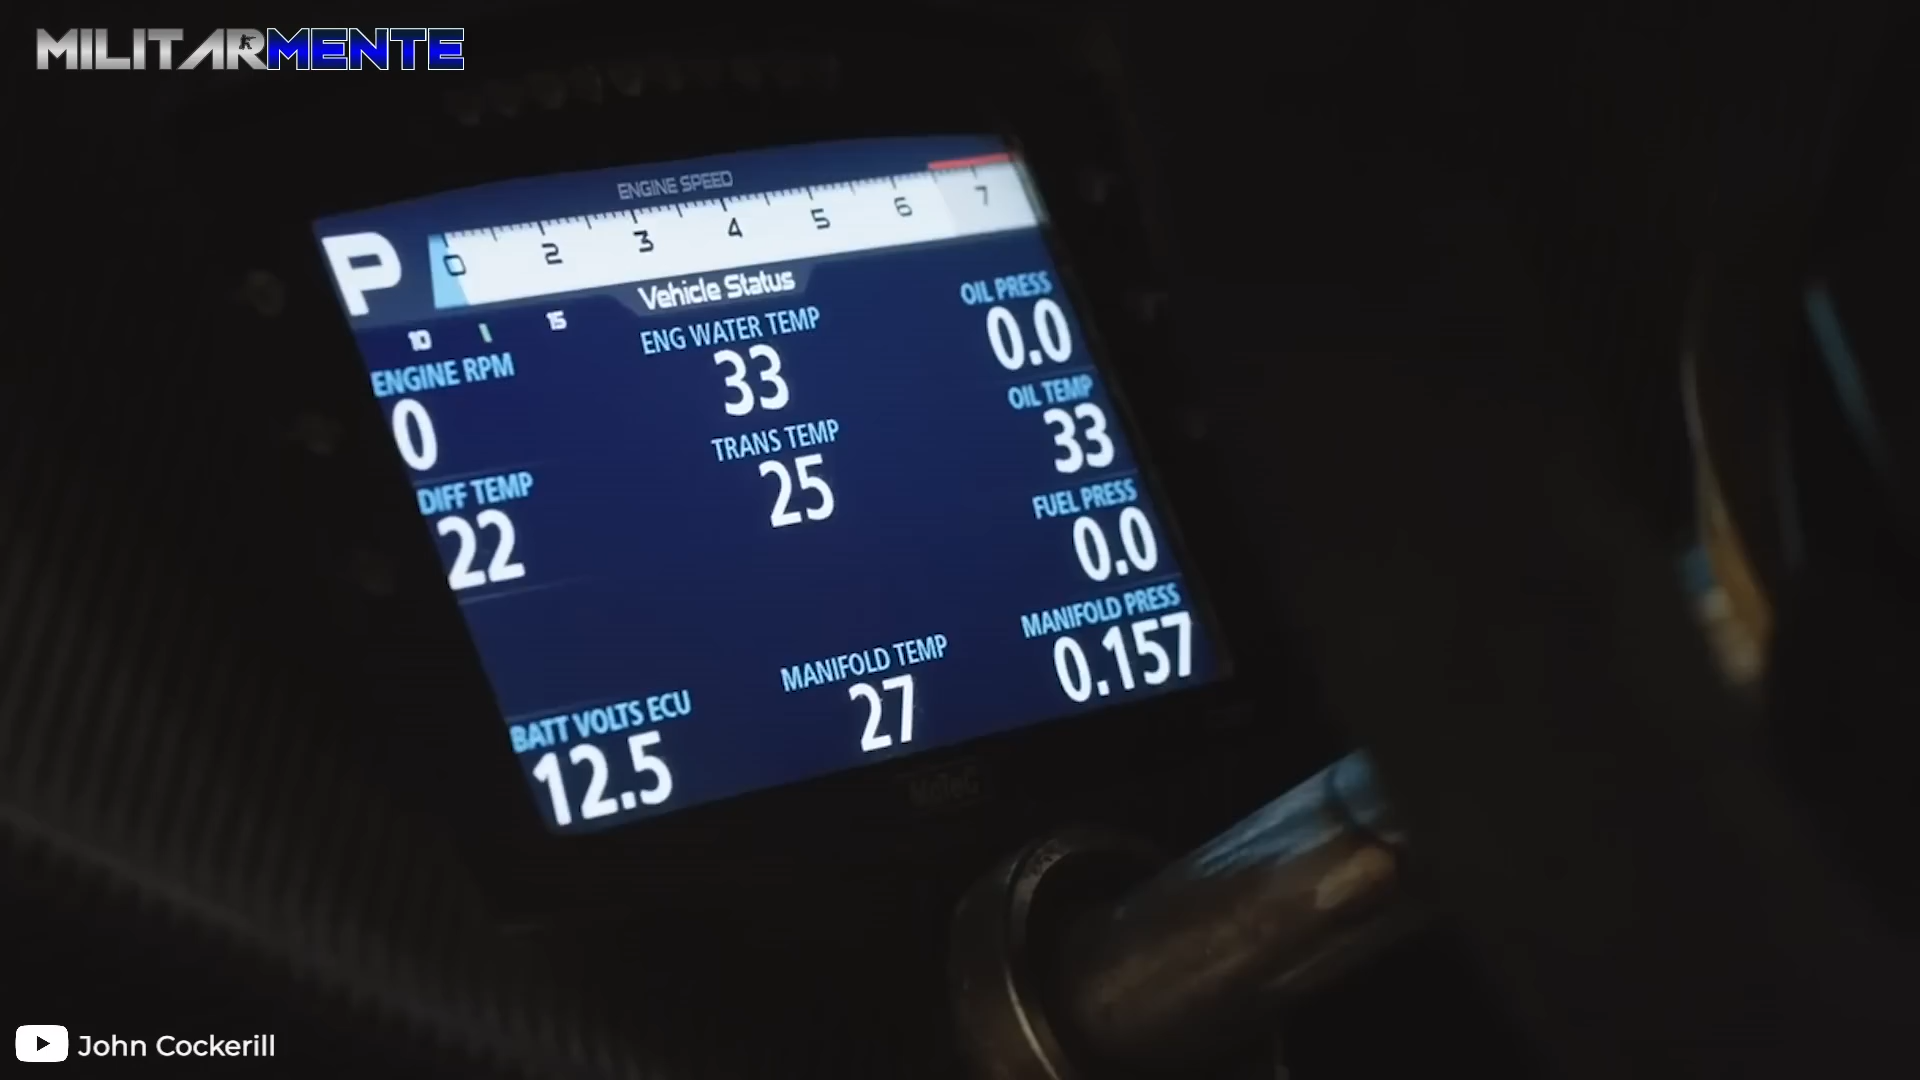 MILITARMENTE
ENGINE SPEED
P
0 2 3 4 5 6 7
Vehicle Status
10 15
ENGINE RPM
0
ENG WATER TEMP
33
OIL PRESS
0.0
TRANS TEMP
25
OIL TEMP
33
DIFF TEMP
22
FUEL PRESS
0.0
MANIFOLD PRESS
0.157
MANIFOLD TEMP
27
BATT VOLTS ECU
12.5
MoTeC
John Cockerill